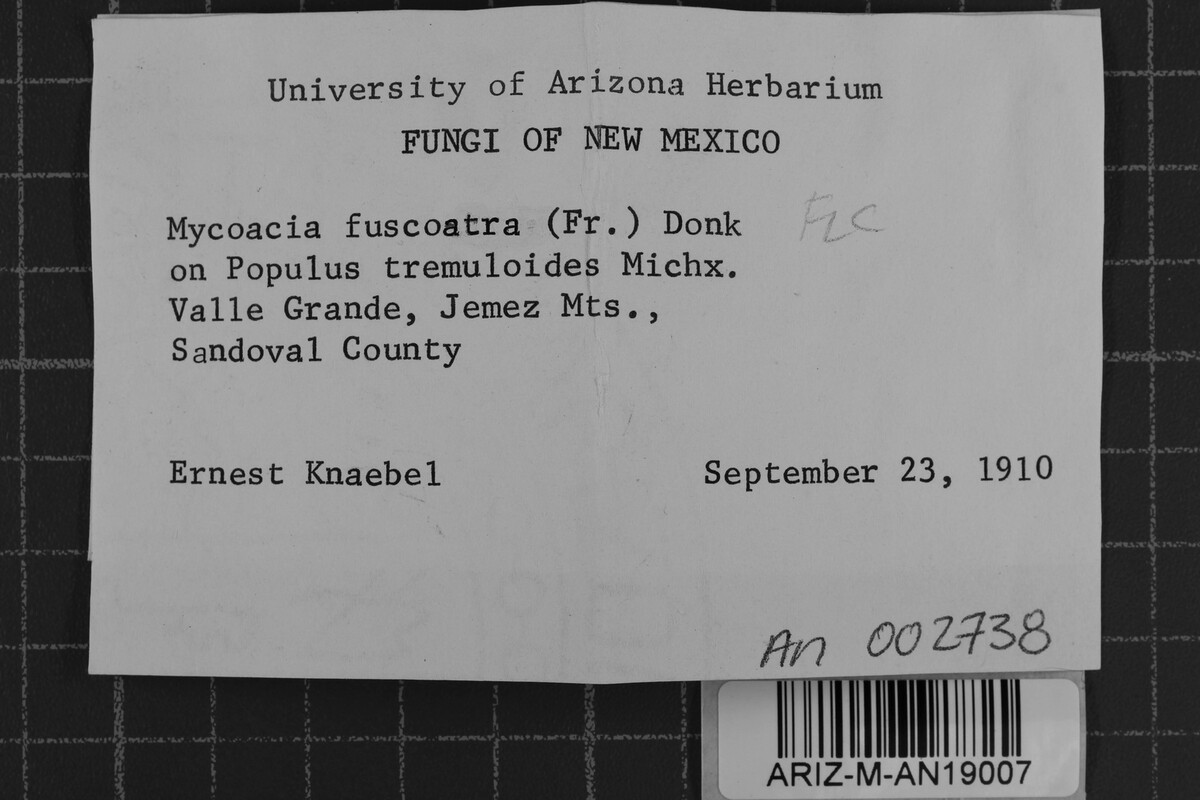 University of Arizona Herbarium
FUNGI OF NEW MEXICO
Mycoacia fuscoatra (Fr.) Donk
FLC
on Populus tremuloides Michx.
Valle Grande, Jemez Mts.,
Sandoval County
Ernest Knaebel September 23, 1910
An 002738
ARIZ-M-AN19007